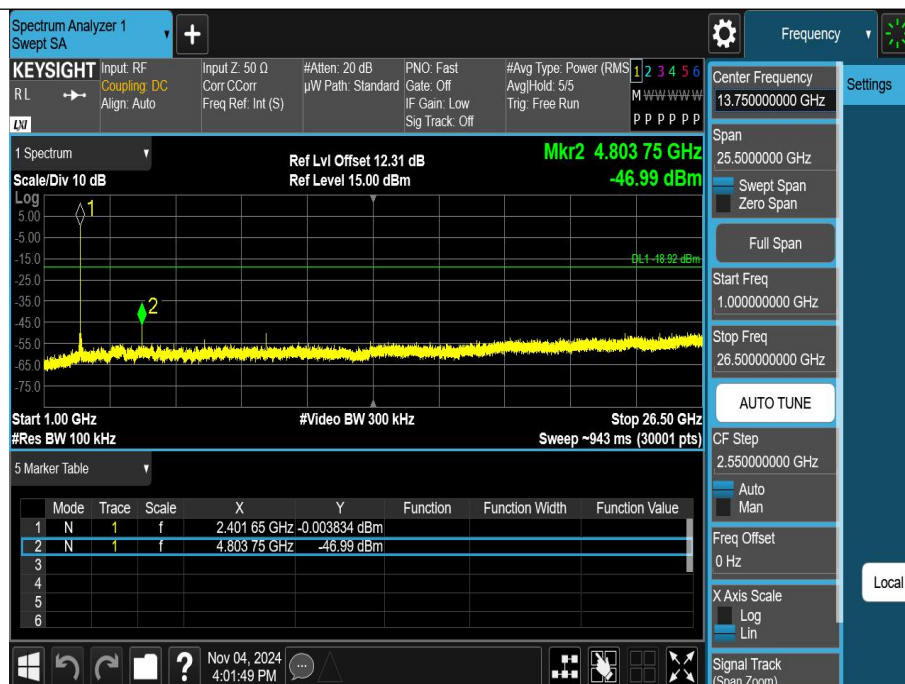 Spectrum Analyzer 1
Swept SA
+
Frequency
KEYSIGHT
RL
LXI
Input: RF
Coupling: DC
Align: Auto
Input Z: 50 Ω
Corr CCorr
Freq Ref: Int (S)
#Atten: 20 dB
µW Path: Standard
PNO: Fast
Gate: Off
IF Gain: Low
Sig Track: Off
#Avg Type: Power (RMS
Avg|Hold: 5/5
Trig: Free Run
1 2 3 4 5 6
M W W W W W
P P P P P P
1 Spectrum
Scale/Div 10 dB
Ref Lvl Offset 12.31 dB
Ref Level 15.00 dBm
Mkr2 4.803 75 GHz
-46.99 dBm
Log
5.00
-5.00
-15.0
-25.0
-35.0
-45.0
-55.0
-65.0
-75.0
1
2
DL1 -18.92 dBm
Start 1.00 GHz
#Res BW 100 kHz
#Video BW 300 kHz
Stop 26.50 GHz
Sweep ~943 ms (30001 pts)
5 Marker Table
Mode Trace Scale X Y Function Function Width Function Value
1 N 1 f 2.401 65 GHz -0.003834 dBm
2 N 1 f 4.803 75 GHz -46.99 dBm
3
4
5
6
?
Nov 04, 2024
4:01:49 PM
Center Frequency
13.750000000 GHz
Span
25.5000000 GHz
Swept Span
Zero Span
Full Span
Start Freq
1.000000000 GHz
Stop Freq
26.500000000 GHz
AUTO TUNE
CF Step
2.550000000 GHz
Auto
Man
Freq Offset
0 Hz
X Axis Scale
Log
Lin
Signal Track
(Span Zoom)
Settings
Local